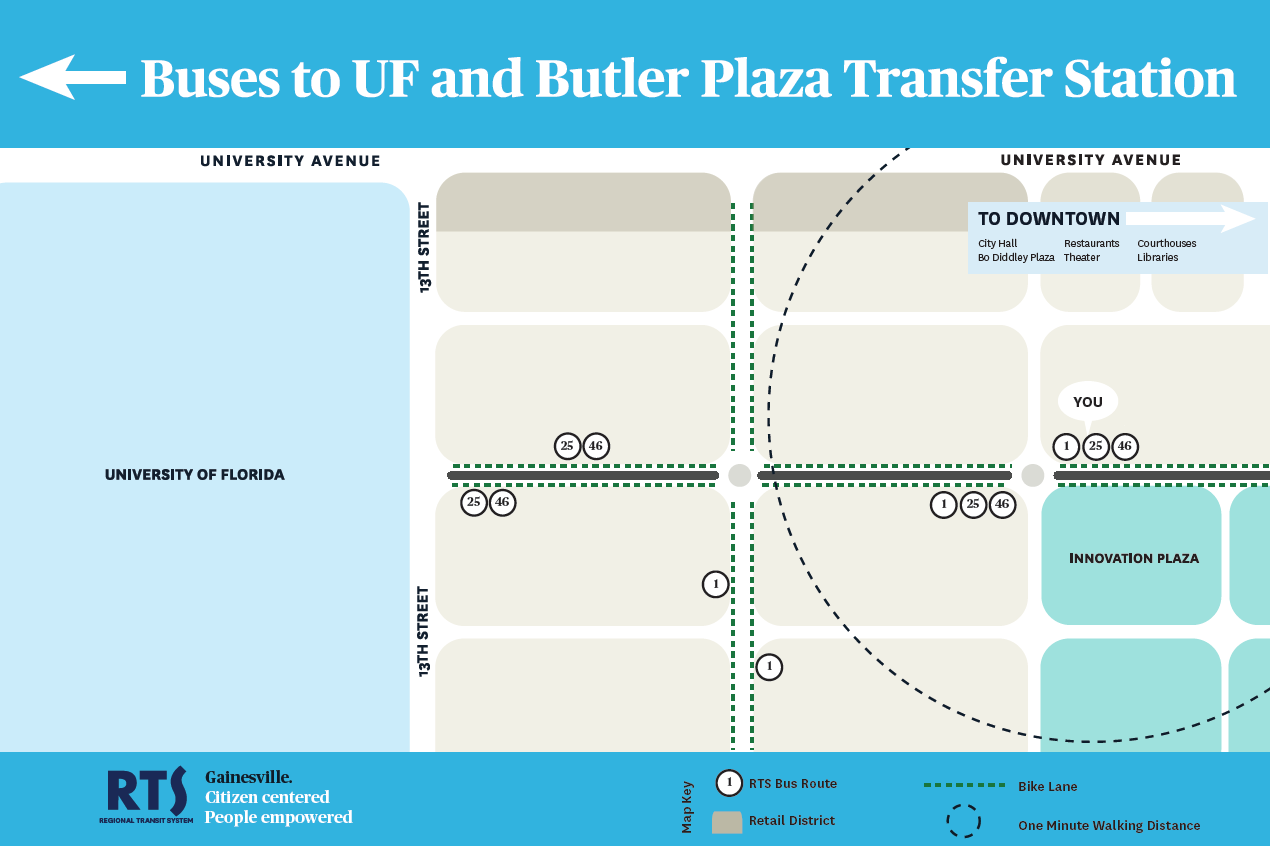 Buses to UF and Butler Plaza Transfer Station
UNIVERSITY AVENUE
UNIVERSITY AVENUE
13TH STREET
TO DOWNTOWN
City Hall
Restaurants
Courthouses
Bo Diddley Plaza
Theater
Libraries
YOU
25 46
1 25 46
UNIVERSITY OF FLORIDA
25 46
1 25 46
INNOVATION PLAZA
1
13TH STREET
1
RTS
REGIONAL TRANSIT SYSTEM
Gainesville.
Citizen centered
People empowered
Map Key
1 RTS Bus Route
Bike Lane
Retail District
One Minute Walking Distance